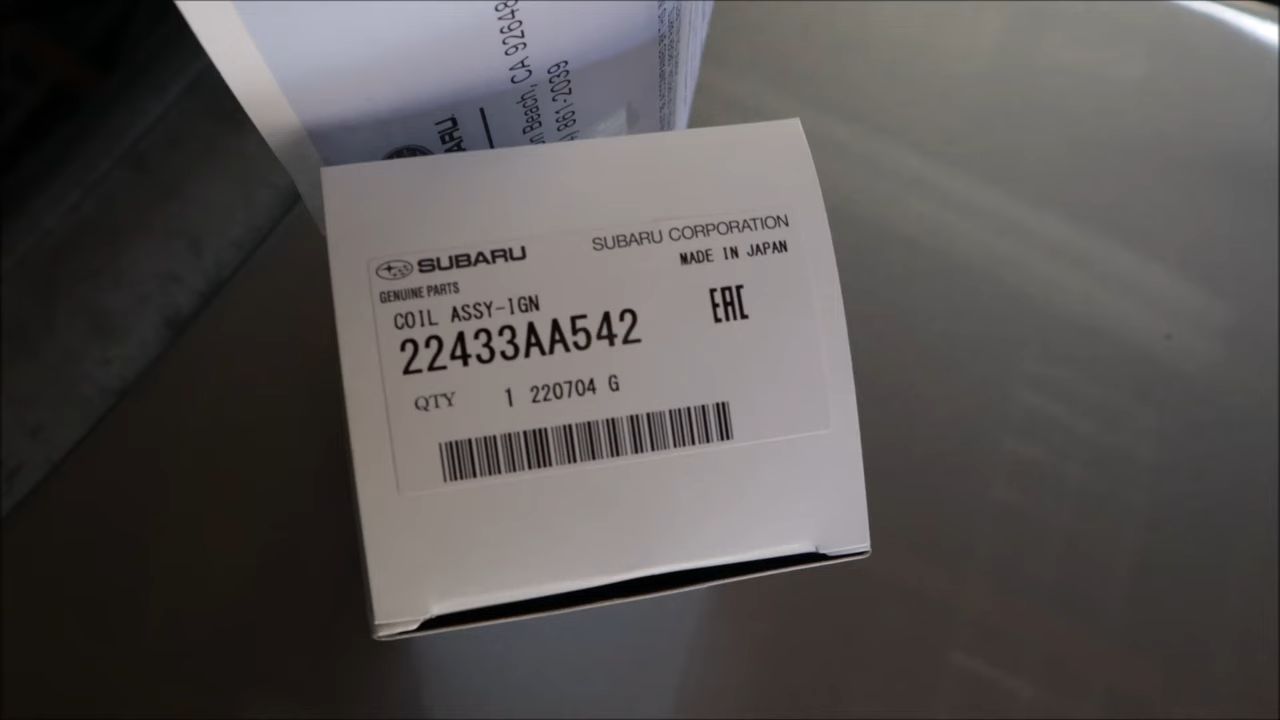 Beach, CA 92648
861-2039
SUBARU
SUBARU CORPORATION
MADE IN JAPAN
GENUINE PARTS
COIL ASSY-IGN
22433AA542
EAC
QTY 1 220704 G